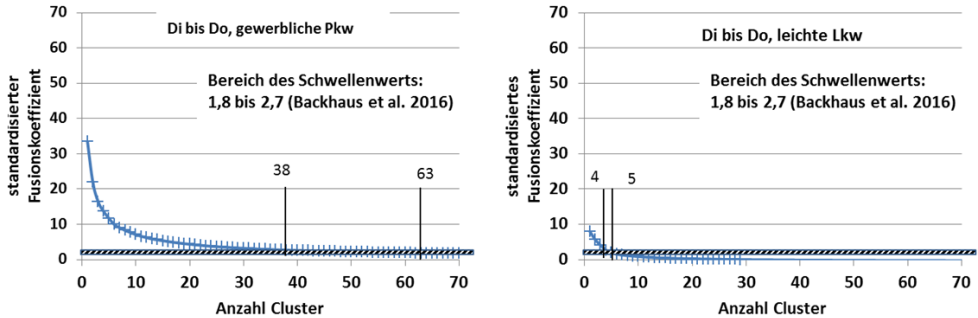 Di bis Do, gewerbliche Pkw
Bereich des Schwellenwerts:
1,8 bis 2,7 (Backhaus et al. 2016)
standardisierter
Fusionskoeffizient
70
60
50
40
30
20
10
0
38
63
0 10 20 30 40 50 60 70
Anzahl Cluster
Di bis Do, leichte Lkw
Bereich des Schwellenwerts:
1,8 bis 2,7 (Backhaus et al. 2016)
standardisiertes
Fusionskoeffizient
70
60
50
40
30
20
10
0
4 5
0 10 20 30 40 50 60 70
Anzahl Cluster